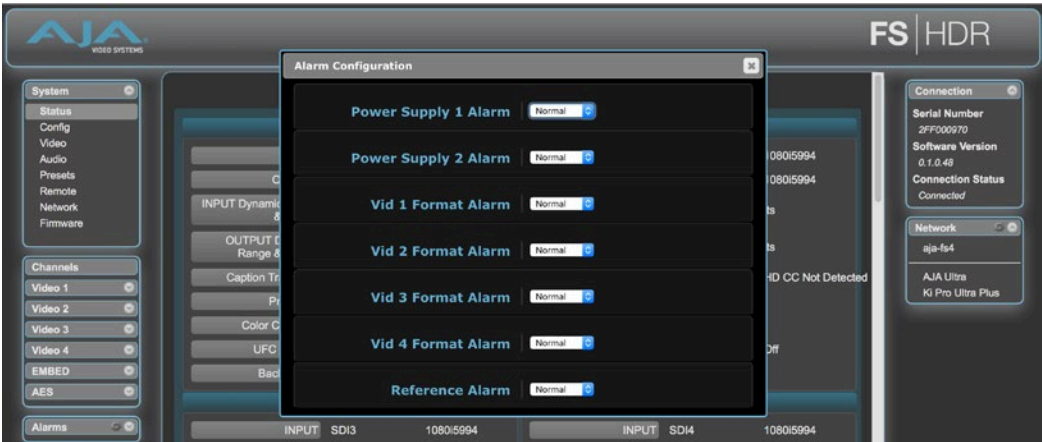 AJA
VIDEO SYSTEMS
FS HDR
System
Status
Config
Video
Audio
Presets
Remote
Network
Firmware
Channels
Video 1
Video 2
Video 3
Video 4
EMBED
AES
Alarms
INPUT Dynamic
Range &
Caption
Color
UFC
Alarm Configuration
Power Supply 1 Alarm Normal
Power Supply 2 Alarm Normal
Vid 1 Format Alarm Normal
Vid 2 Format Alarm Normal
Vid 3 Format Alarm Normal
Vid 4 Format Alarm Normal
Reference Alarm Normal
1080i5994
1080i5994
HD CC Not Detected
INPUT SDI3 1080i5994
INPUT SDI4 1080i5994
Connection
Serial Number
2FF000970
Software Version
0.1.0.48
Connection Status
Connected
Network
aja-fs4
AJA Ultra
Ki Pro Ultra Plus